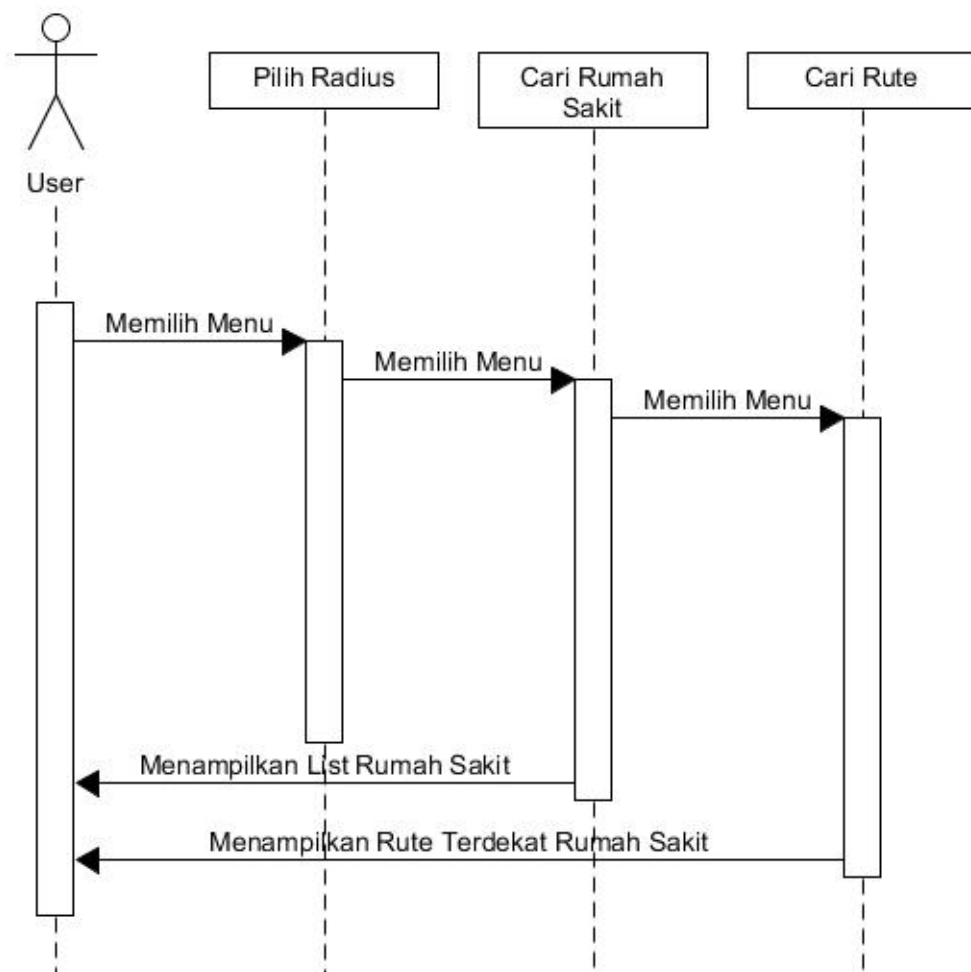 Pilih Radius
Cari Rumah
Sakit
Cari Rute
User
Memilih Menu
Memilih Menu
Memilih Menu
Menampilkan List Rumah Sakit
Menampilkan Rute Terdekat Rumah Sakit